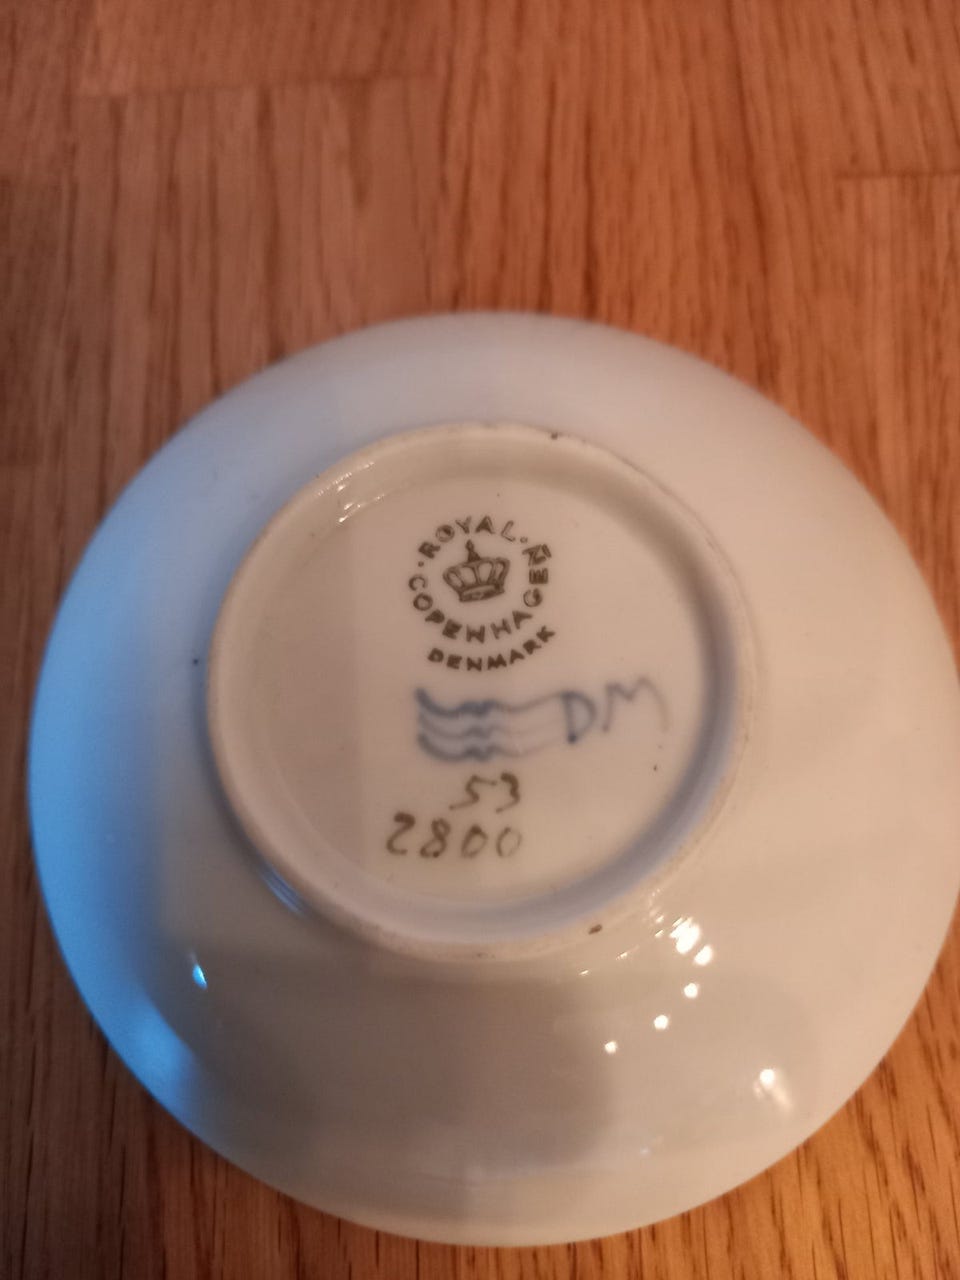 ROYAL
COPENHAGEN
DENMARK
DM
53
2800